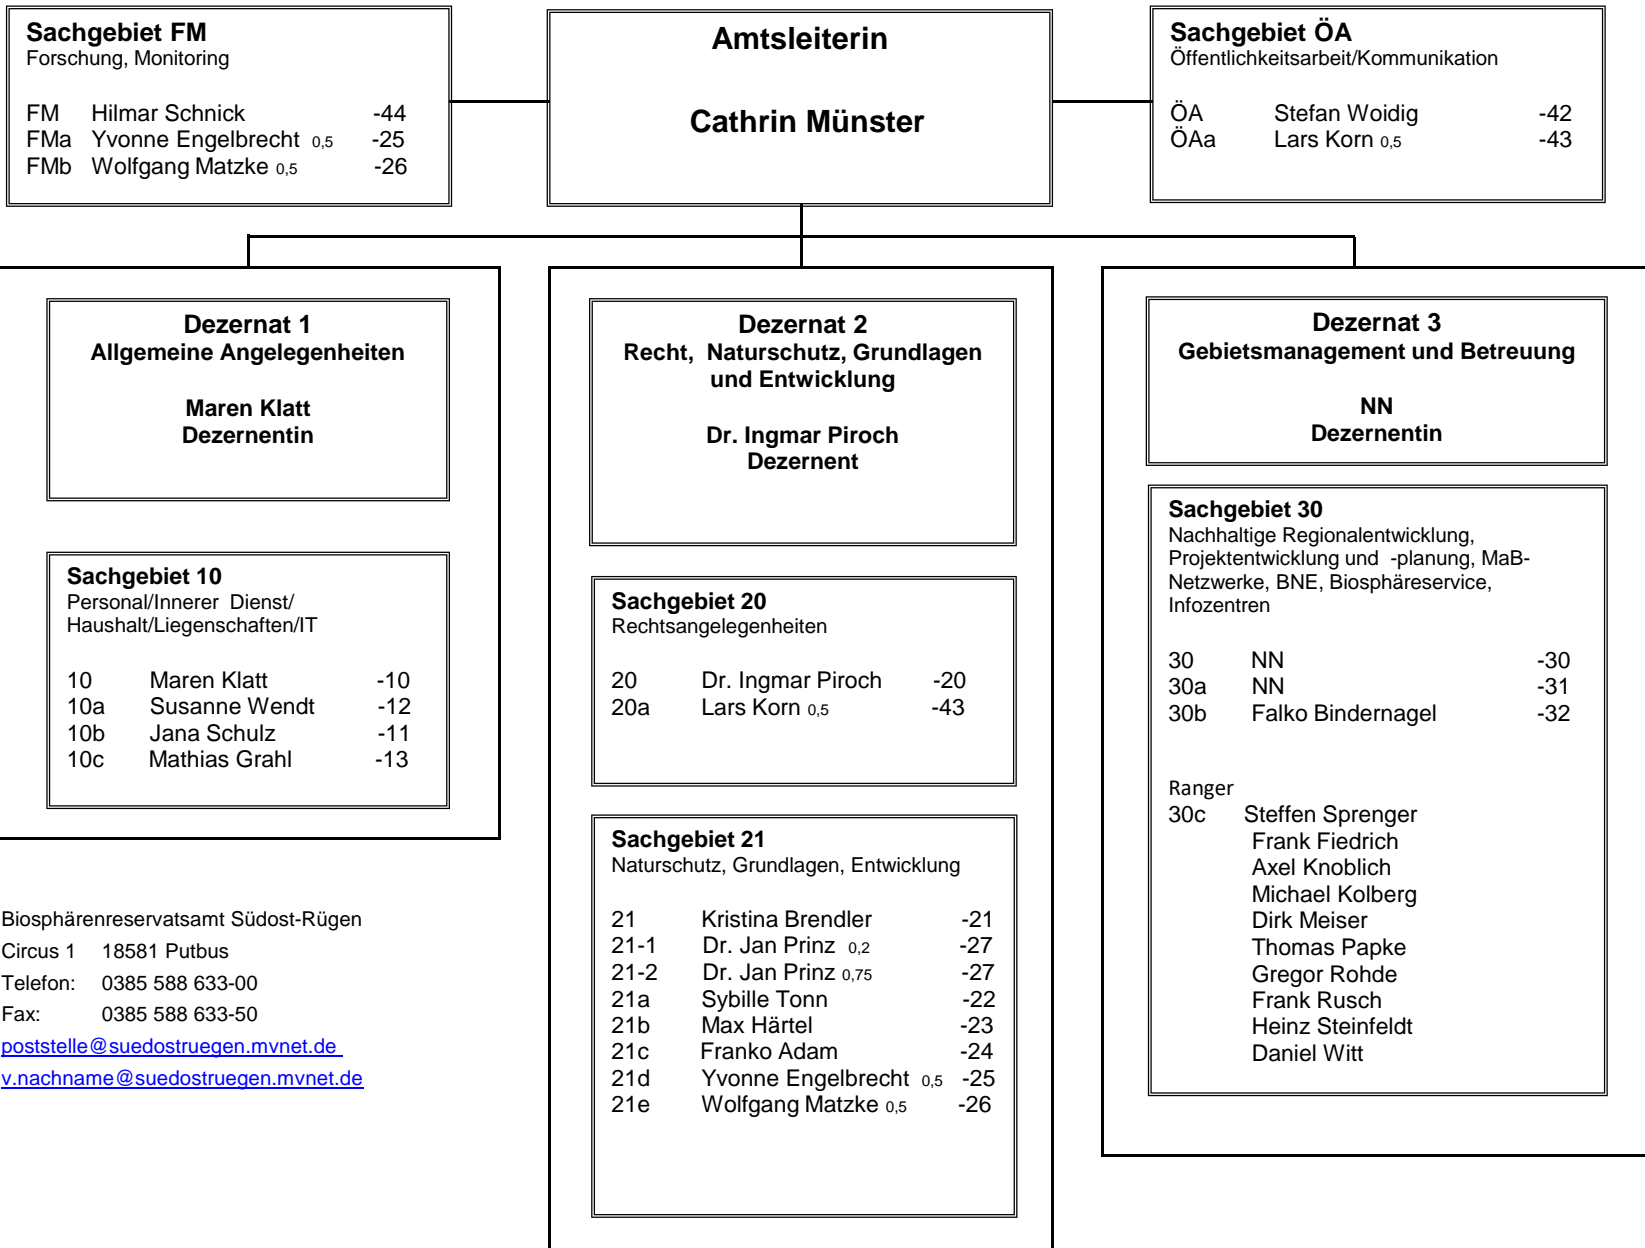 Sachgebiet FM
Forschung, Monitoring
FM Hilmar Schnick -44
FMa Yvonne Engelbrecht 0,5 -25
FMb Wolfgang Matzke 0,5 -26
Amtsleiterin
Cathrin Münster
Sachgebiet ÖA
Öffentlichkeitsarbeit/Kommunikation
ÖA Stefan Woidig -42
ÖAa Lars Korn 0,5 -43
Dezernat 1
Allgemeine Angelegenheiten
Maren Klatt
Dezernentin
Sachgebiet 10
Personal/Innerer Dienst/
Haushalt/Liegenschaften/IT
10 Maren Klatt -10
10a Susanne Wendt -12
10b Jana Schulz -11
10c Mathias Grahl -13
Dezernat 2
Recht, Naturschutz, Grundlagen
und Entwicklung
Dr. Ingmar Piroch
Dezernent
Sachgebiet 20
Rechtsangelegenheiten
20 Dr. Ingmar Piroch -20
20a Lars Korn 0,5 -43
Sachgebiet 21
Naturschutz, Grundlagen, Entwicklung
21 Kristina Brendler -21
21-1 Dr. Jan Prinz 0,2 -27
21-2 Dr. Jan Prinz 0,75 -27
21a Sybille Tonn -22
21b Max Härtel -23
21c Franko Adam -24
21d Yvonne Engelbrecht 0,5 -25
21e Wolfgang Matzke 0,5 -26
Dezernat 3
Gebietsmanagement und Betreuung
NN
Dezernentin
Sachgebiet 30
Nachhaltige Regionalentwicklung,
Projektentwicklung und -planung, MaB-
Netzwerke, BNE, Biosphäreservice,
Infozentren
30 NN -30
30a NN -31
30b Falko Bindernagel -32
Ranger
30c Steffen Sprenger
Frank Fiedrich
Axel Knoblich
Michael Kolberg
Dirk Meiser
Thomas Papke
Gregor Rohde
Frank Rusch
Heinz Steinfeldt
Daniel Witt
Biosphärenreservatsamt Südost-Rügen
Circus 1 18581 Putbus
Telefon: 0385 588 633-00
Fax: 0385 588 633-50
poststelle@suedostruegen.mvnet.de
v.nachname@suedostruegen.mvnet.de